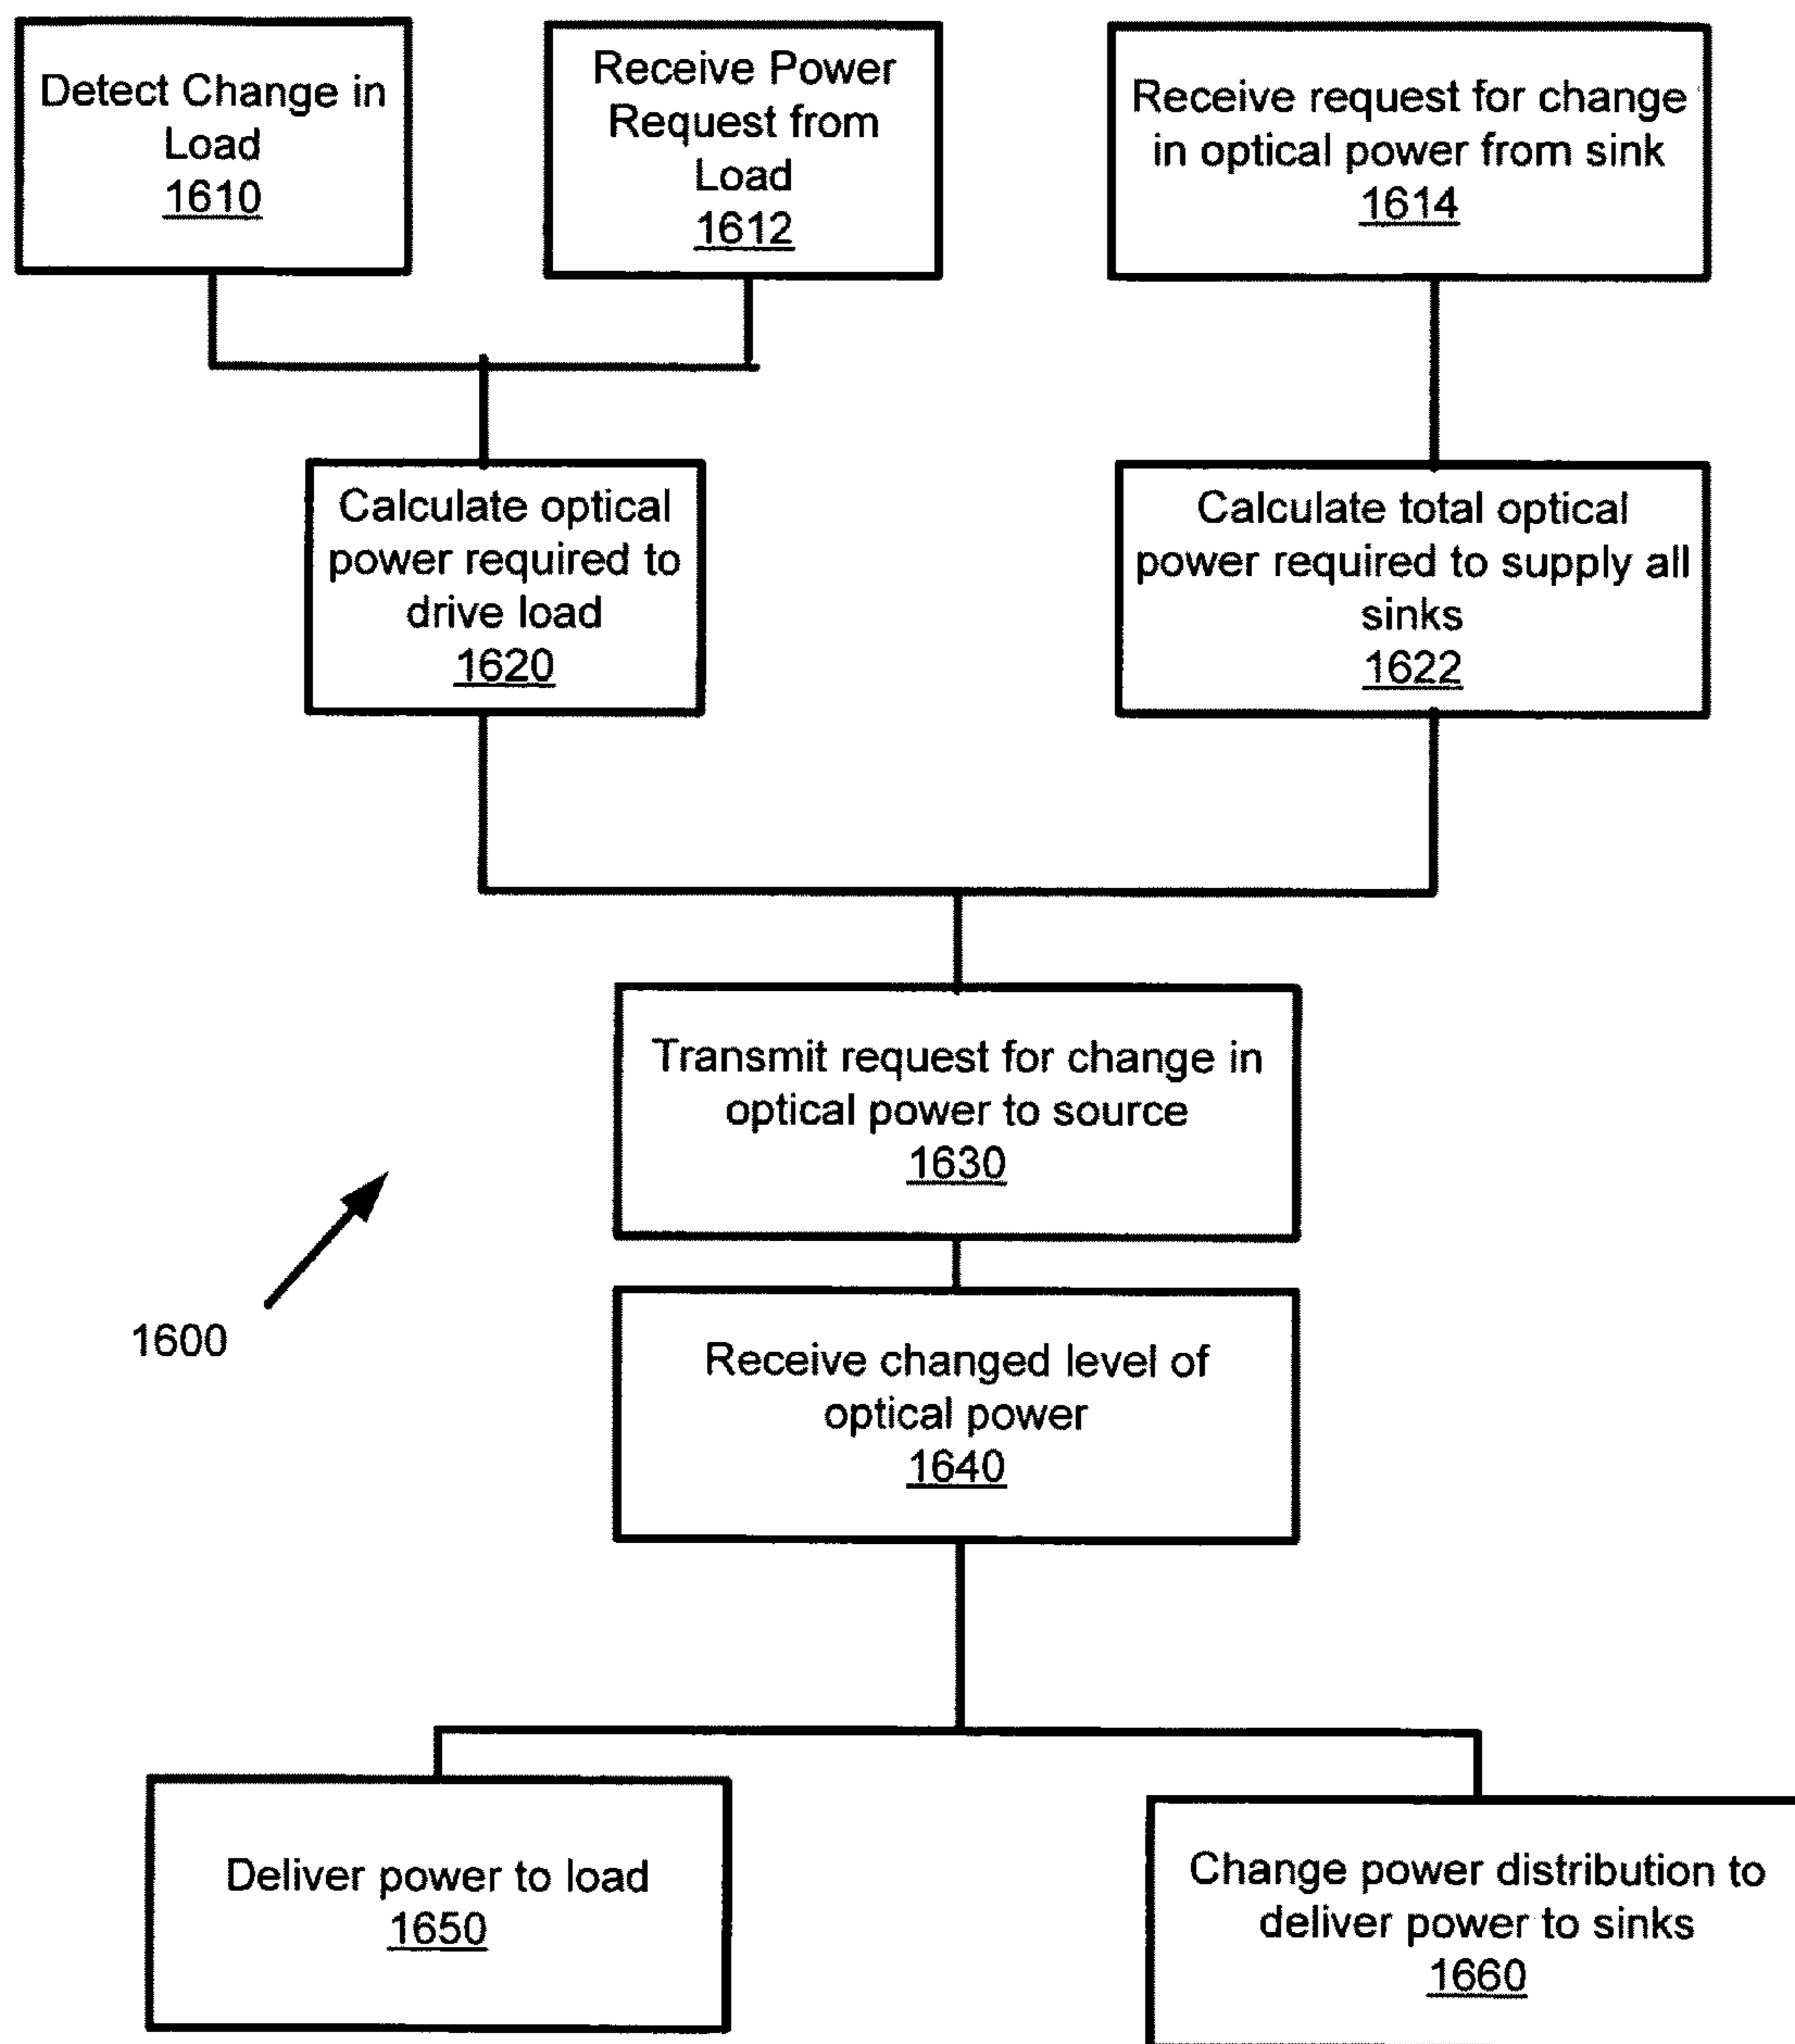 Detect Change in
Load
1610
Receive Power
Request from
Load
1612
Receive request for change
in optical power from sink
1614
Calculate optical
power required to
drive load
1620
Calculate total optical
power required to supply all
sinks
1622
Transmit request for change in
optical power to source
1630
1600
Receive changed level of
optical power
1640
Deliver power to load
1650
Change power distribution to
deliver power to sinks
1660